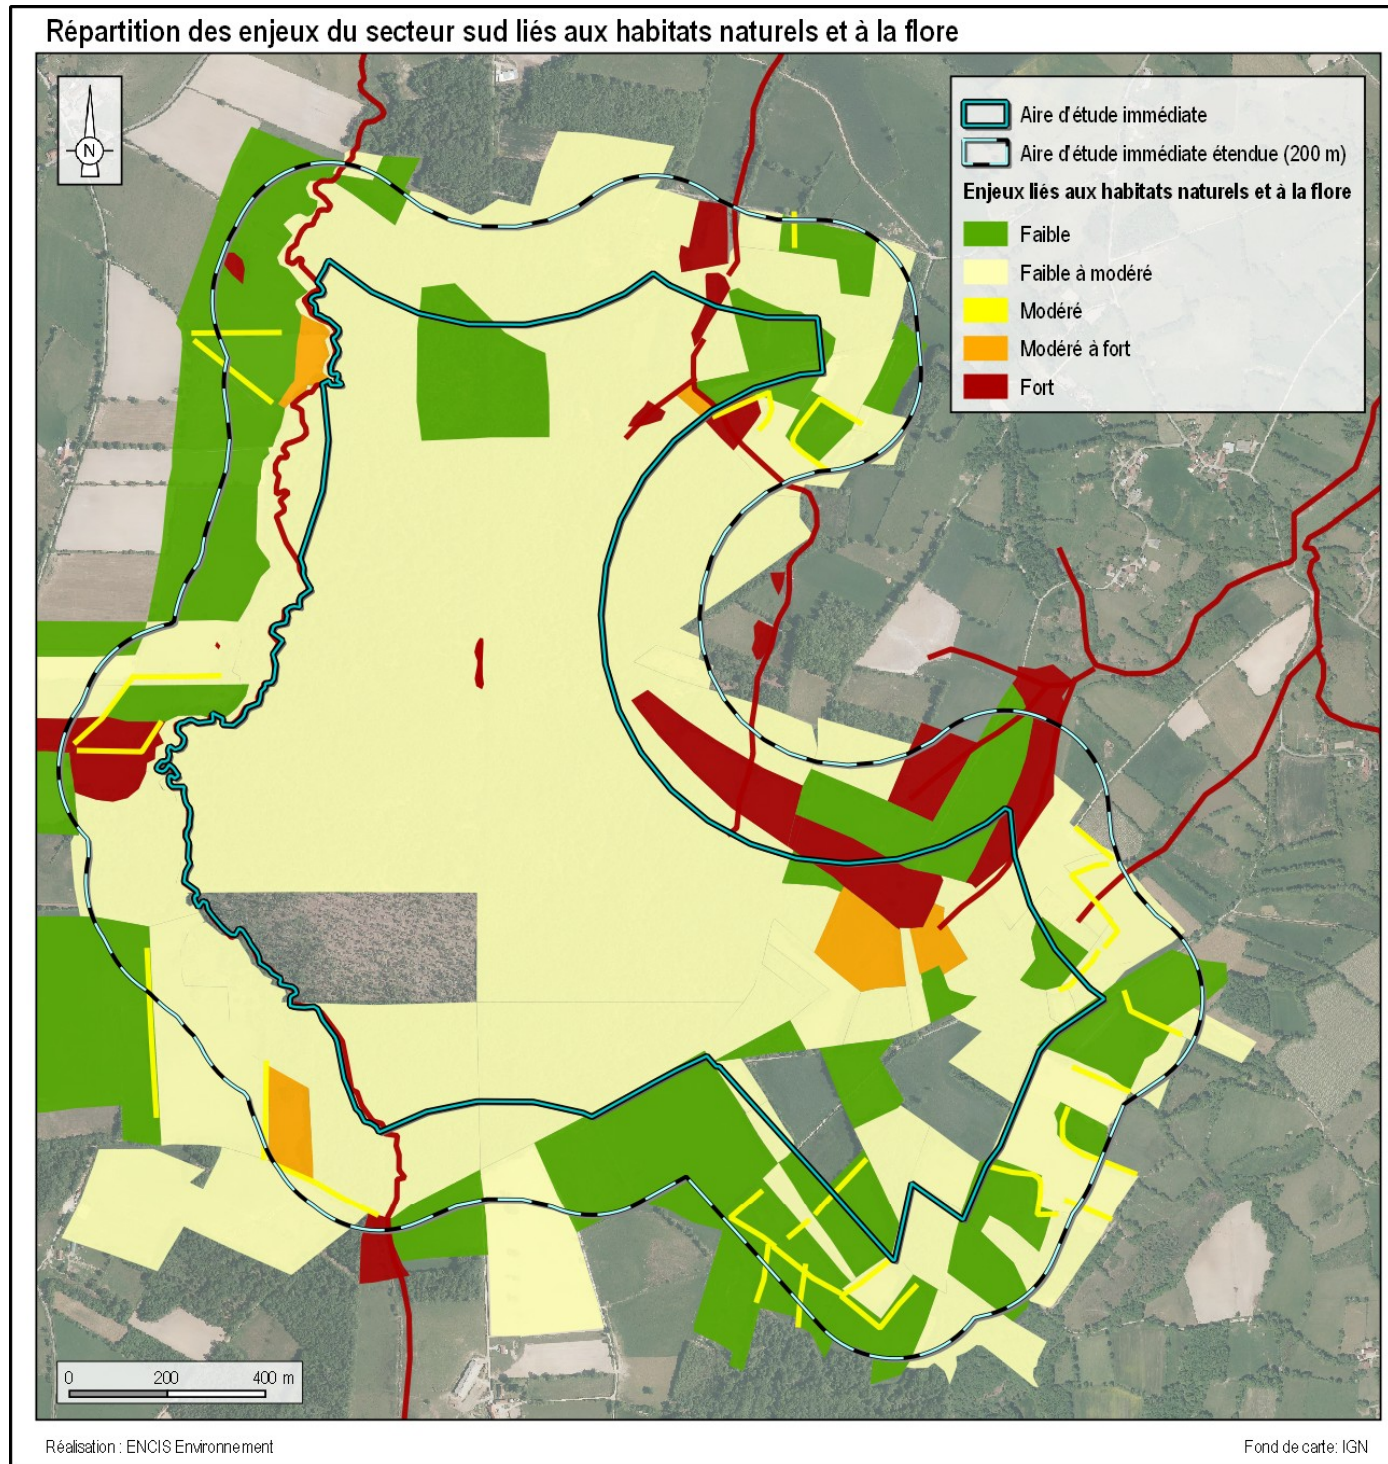 Répartition des enjeux du secteur sud liés aux habitats naturels et à la flore
N
Aire d'étude immédiate
Aire d'étude immédiate étendue (200 m)
Enjeux liés aux habitats naturels et à la flore
Faible
Faible à modéré
Modéré
Modéré à fort
Fort
0 200 400 m
Réalisation : ENCIS Environnement
Fond de carte: IGN